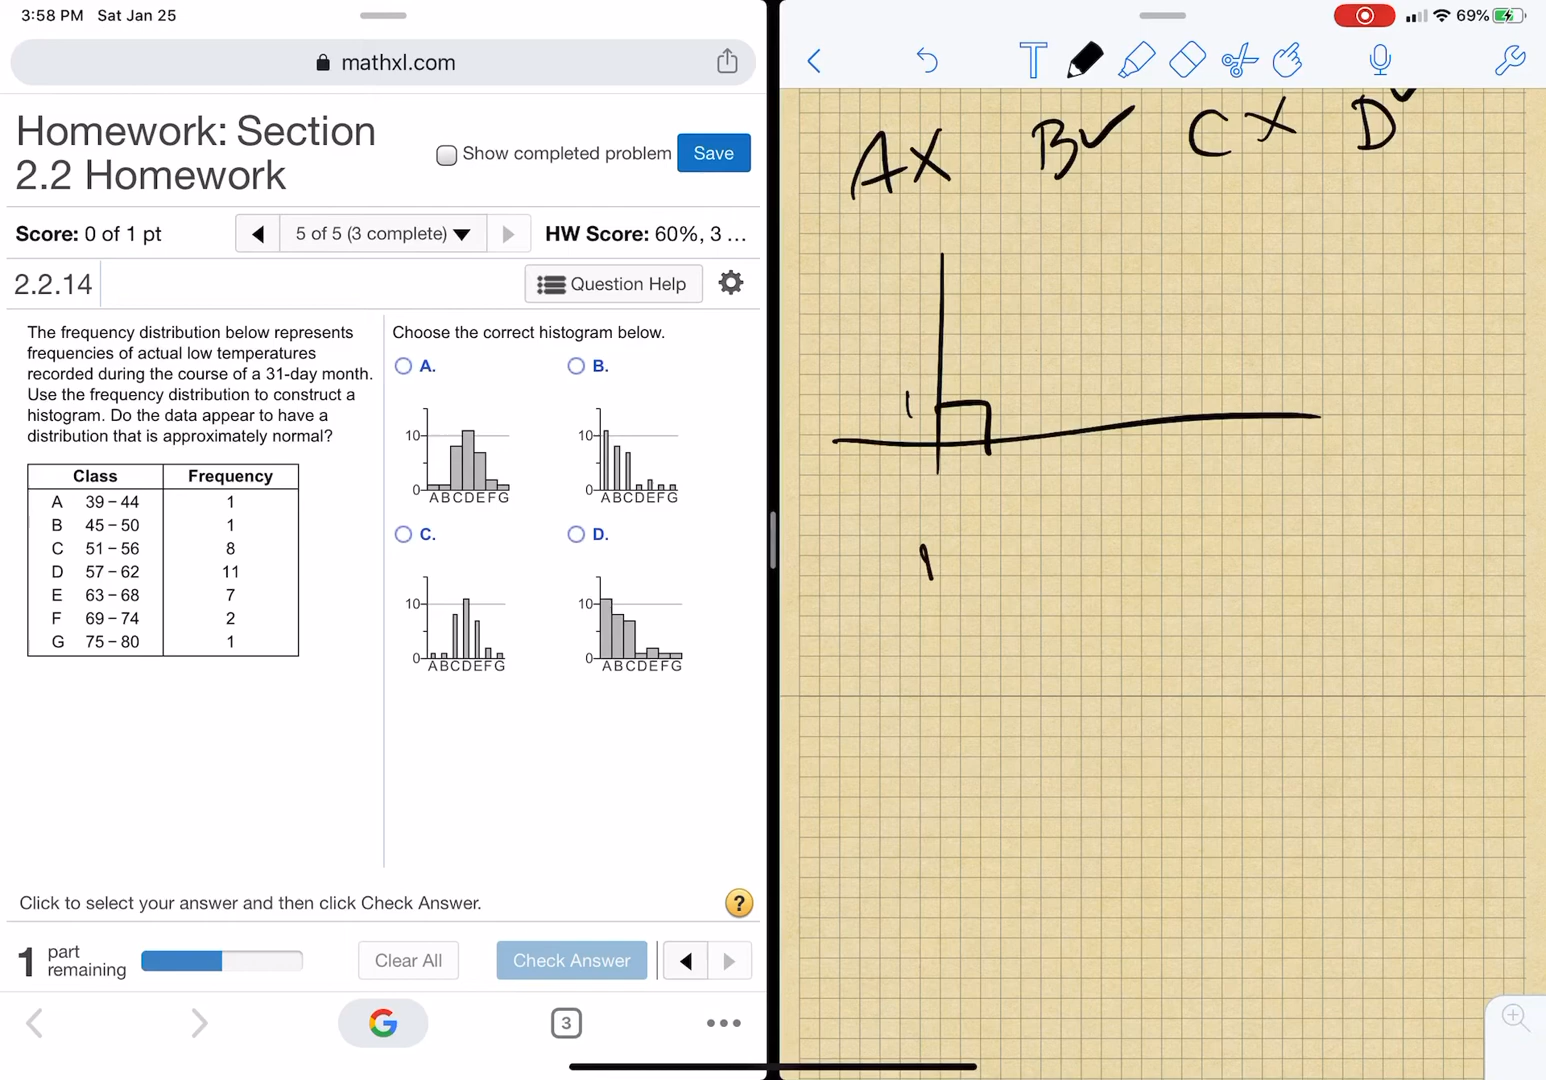 3:58 PM Sat Jan 25
69%
mathxl.com
T
Homework: Section
2.2 Homework
Show completed problem
Save
Score: 0 of 1 pt
5 of 5 (3 complete)
HW Score: 60%, 3 ...
2.2.14
Question Help
The frequency distribution below represents
frequencies of actual low temperatures
recorded during the course of a 31-day month.
Use the frequency distribution to construct a
histogram. Do the data appear to have a
distribution that is approximately normal?
Class Frequency
A 39 – 44 1
B 45 – 50 1
C 51 – 56 8
D 57 – 62 11
E 63 – 68 7
F 69 – 74 2
G 75 – 80 1
Choose the correct histogram below.
A.
10
0
A B C D E F G
B.
10
0
A B C D E F G
C.
10
0
A B C D E F G
D.
10
0
A B C D E F G
Click to select your answer and then click Check Answer.
?
1 part
remaining
Clear All
Check Answer
G
3
A X B ✓ C X D ✓
1